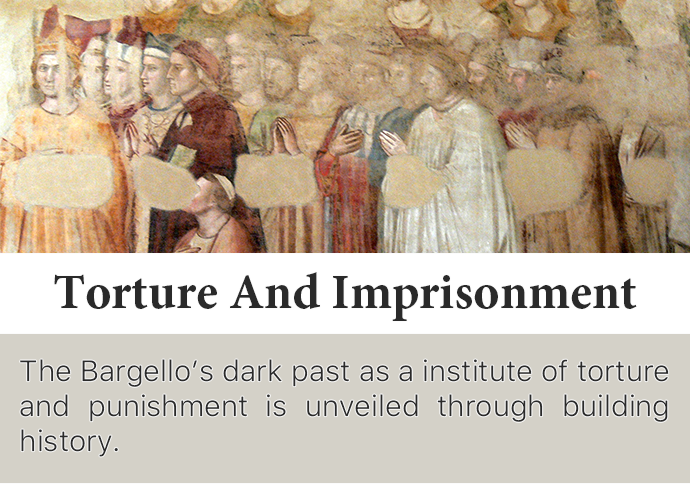 Torture And Imprisonment
The Bargello’s dark past as a institute of torture
and punishment is unveiled through building
history.